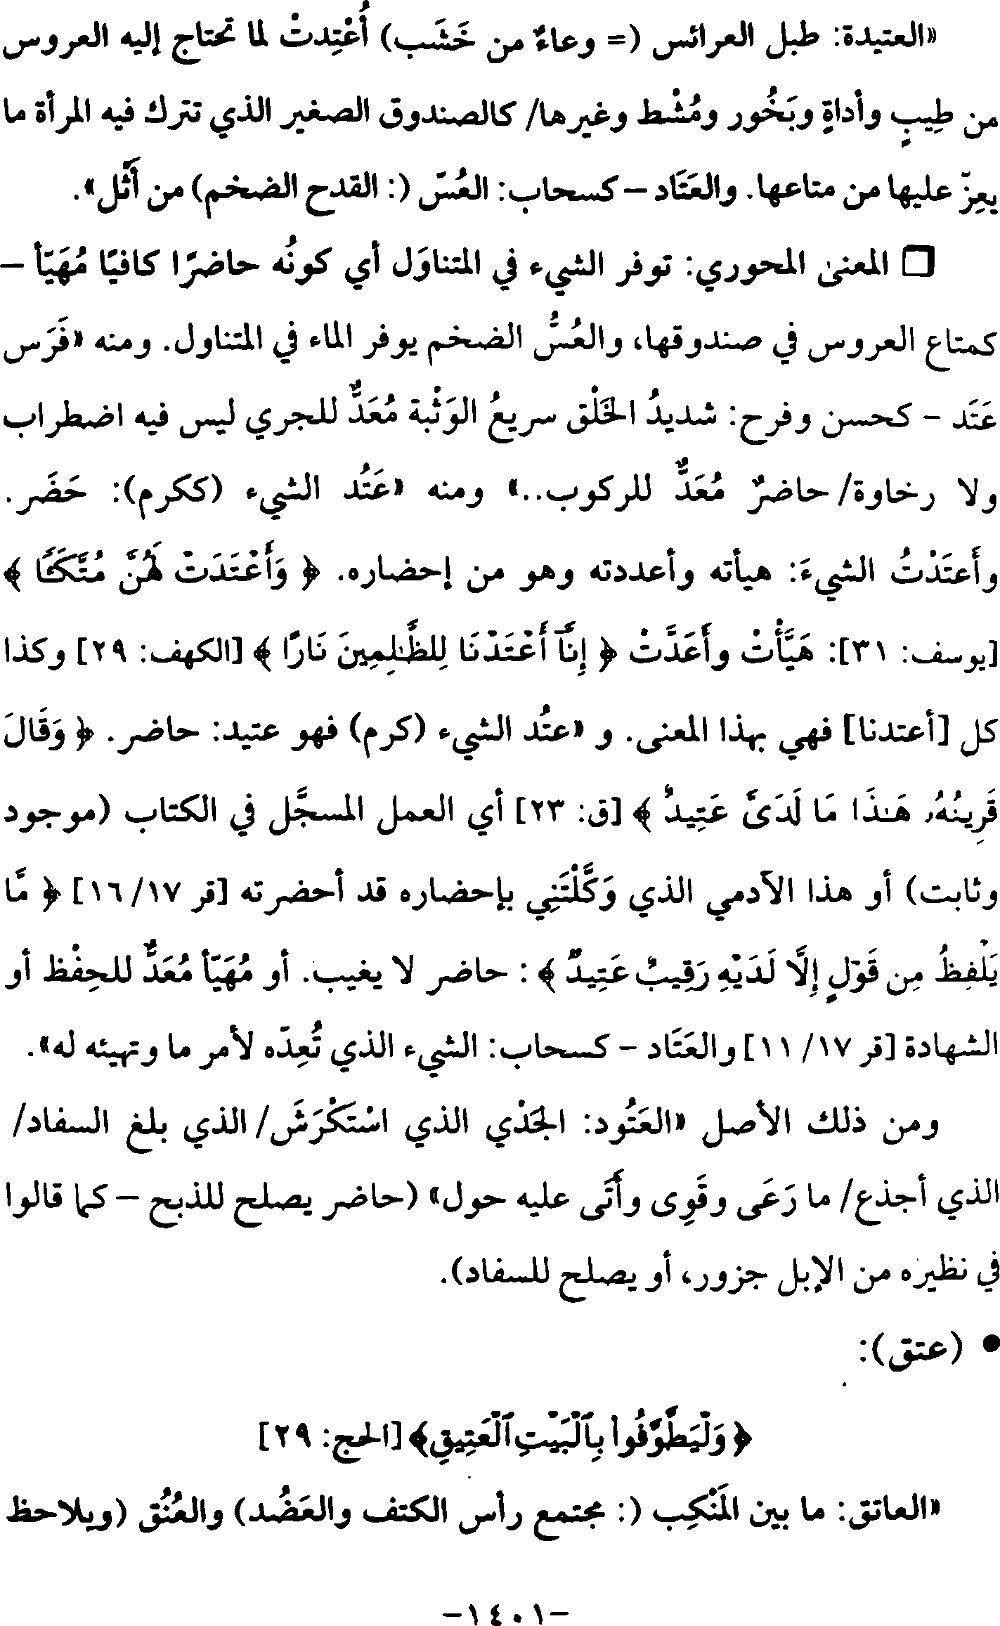 «العتيدة: طبل العرائس (= وعاءٌ من خَشَب) أُعْتِدتْ لما تحتاج إليه العروس
من طِيبٍ وأداةٍ وبَخُور ومُشْط وغيرها/ كالصندوق الصغير الذي تترك فيه المرأة ما
يعِزّ عليها من متاعها. والعَتَاد – كسحاب: العُسّ (: القدح الضخم) من أَثْل».
❒ المعنى المحوري: توفر الشيء في المتناوَل أي كونُه حاضرًا كافيًا مُهَيّأ –
كمتاع العروس في صندوقها، والعُسُّ الضخم يوفر الماء في المتناول. ومنه «فَرَس
عَتَد – كحسن وفرح: شديدُ الخَلْق سريعُ الوَثْبة مُعَدٌّ للجري ليس فيه اضطراب
ولا رخاوة/ حاضرٌ مُعَدٌّ للركوب..» ومنه «عَتُد الشيء (ككرم): حَضَر.
وأَعتَدْتُ الشيءَ: هيأته وأعددته وهو من إحضاره. ﴿ وَأَعْتَدَتْ لَهُنَّ مُتَّكَـًٔا ﴾
[يوسف: ٣١]: هَيَّأَتْ وأَعَدَّتْ ﴿ إِنَّآ أَعْتَدْنَا لِلظَّـٰلِمِينَ نَارًا ﴾ [الكهف: ٢٩] وكذا
كل [أعتدنا] فهي بهذا المعنى. و «عتُد الشيء (كرم) فهو عتيد: حاضر. ﴿ وَقَالَ
قَرِينُهُۥ هَـٰذَا مَا لَدَىَّ عَتِيدٌ ﴾ [ق: ٢٣] أي العمل المسجَّل في الكتاب (موجود
وثابت) أو هذا الآدمي الذي وَكَّلْتَنِي بإحضاره قد أحضرته [قر ١٧/ ١٦] ﴿ مَّا
يَلْفِظُ مِن قَوْلٍ إِلَّا لَدَيْهِ رَقِيبٌ عَتِيدٌ ﴾ : حاضر لا يغيب. أو مُهَيّأ مُعَدٌّ للحِفْظ أو
الشهادة [قر ١٧/ ١١] والعَتَاد – كسحاب: الشيء الذي تُعِدّه لأمر ما وتهيئه له».
ومن ذلك الأصل «العَتُود: الجَدْي الذي اسْتَكْرَشَ/ الذي بلغ السفاد/
الذي أجذع/ ما رَعَى وقَوِى وأَتَى عليه حول» (حاضر يصلح للذبح – كما قالوا
في نظيره من الإبل جزور، أو يصلح للسفاد).
● (عتق):
﴿ وَلْيَطَّوَّفُوا۟ بِٱلْبَيْتِ ٱلْعَتِيقِ﴾ [الحج: ٢٩]
«العاتق: ما بين المَنْكِب (: مجتمع رأس الكتف والعَضُد) والعُنُق (ويلاحظ
–١٤٠١–